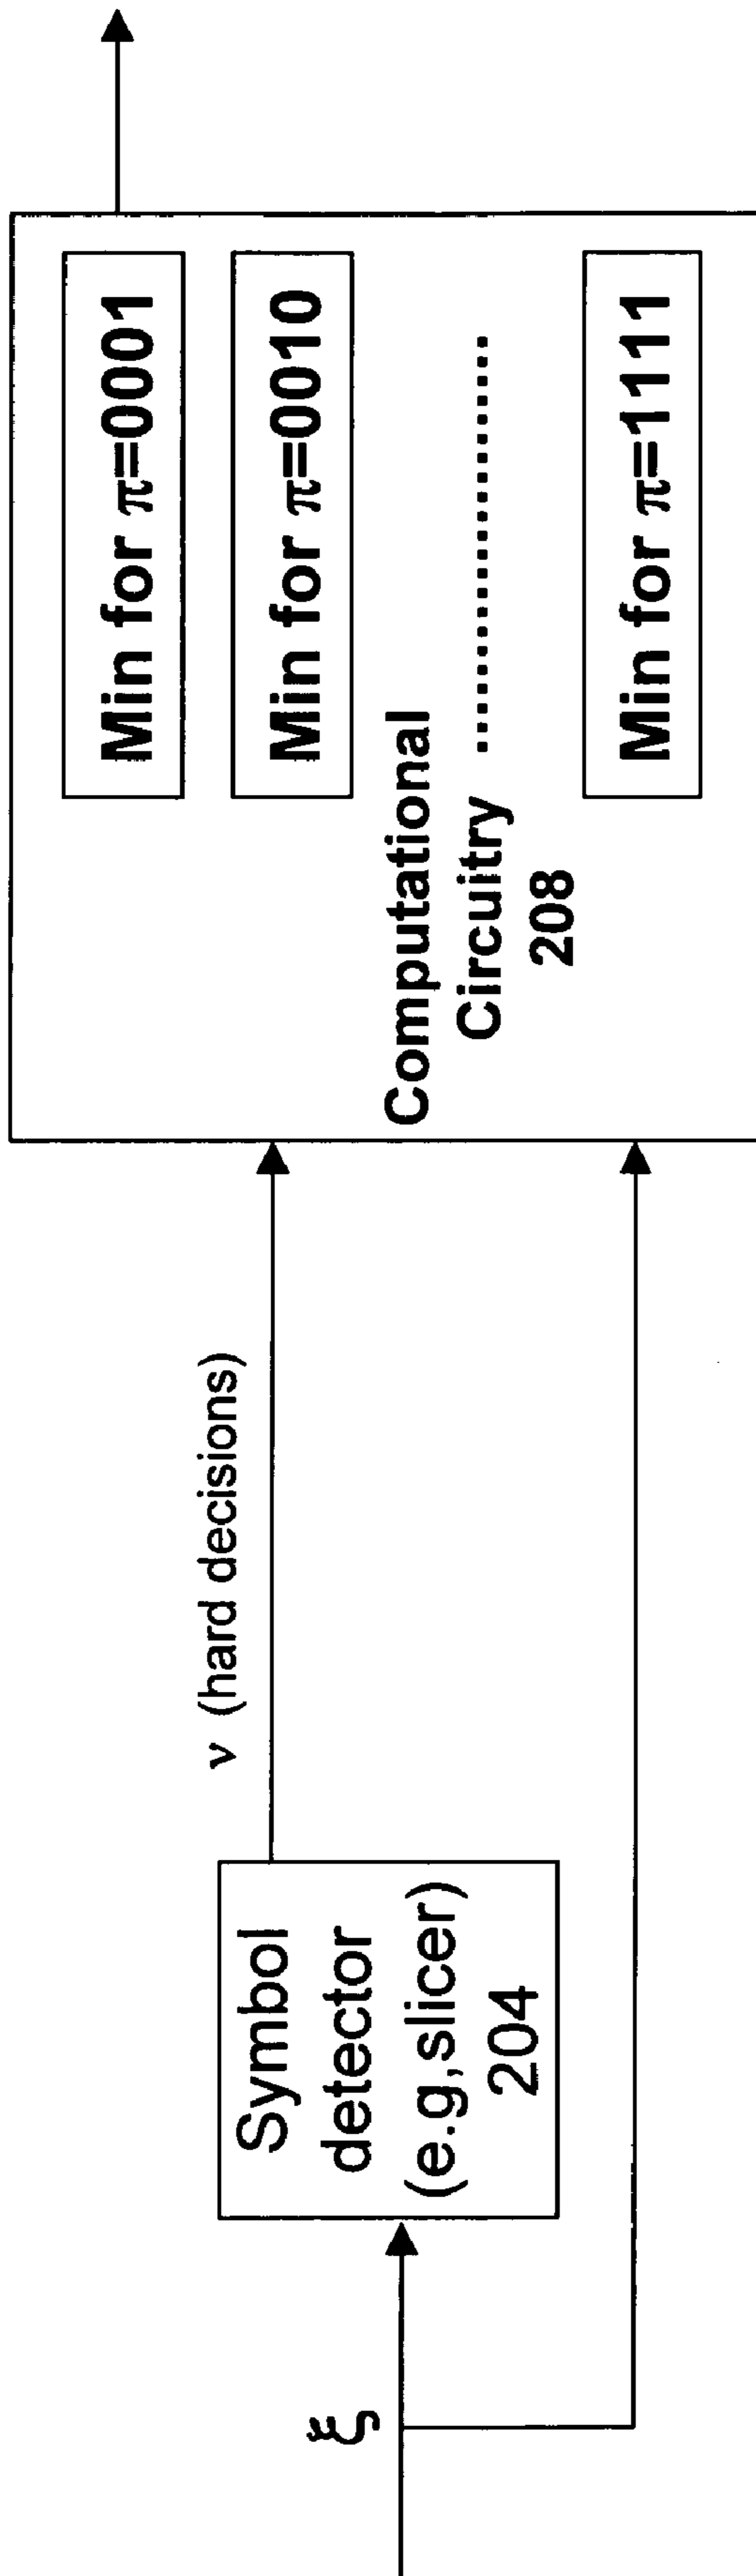 ξ
Symbol
detector
(e.g,slicer)
204
ν (hard decisions)
Min for π=0001
Min for π=0010
Computational
Circuitry ......................
208
Min for π=1111